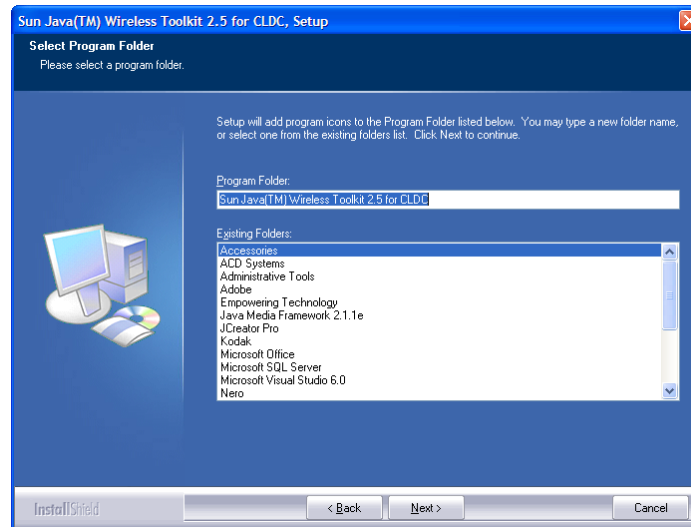 Sun Java(TM) Wireless Toolkit 2.5 for CLDC, Setup
Select Program Folder
Please select a program folder.
Setup will add program icons to the Program Folder listed below. You may type a new folder name,
or select one from the existing folders list. Click Next to continue.
Program Folder:
Sun Java(TM) Wireless Toolkit 2.5 for CLDC
Existing Folders:
Accessories
ACD Systems
Administrative Tools
Adobe
Empowering Technology
Java Media Framework 2.1.1e
JCreator Pro
Kodak
Microsoft Office
Microsoft SQL Server
Microsoft Visual Studio 6.0
Nero
InstallShield
< Back
Next >
Cancel